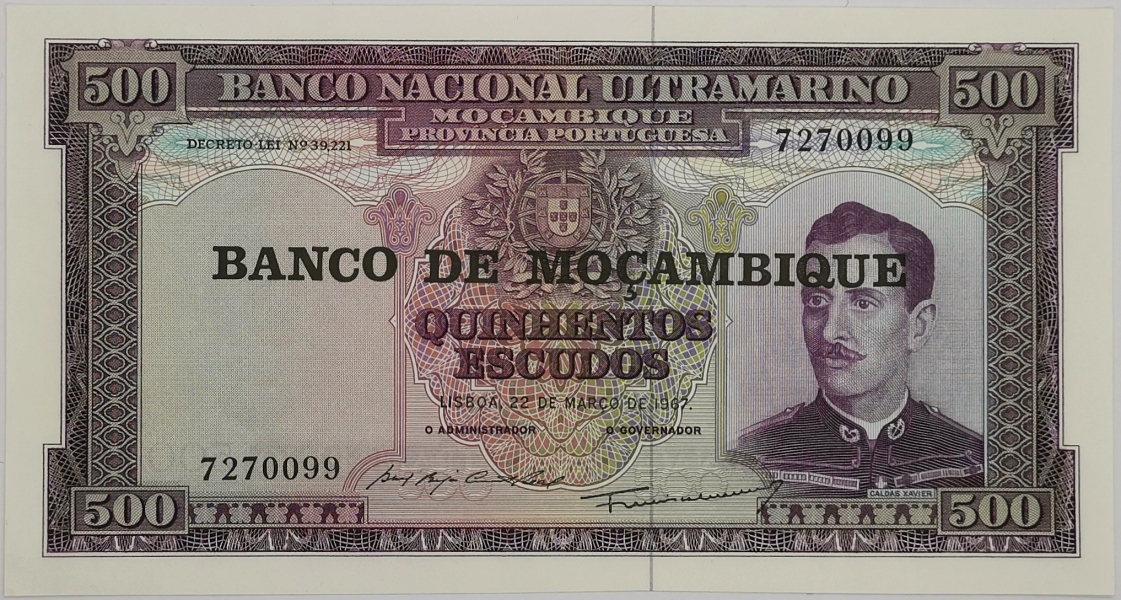 500 BANCO NACIONAL ULTRAMARINO 500
MOÇAMBIQUE
PROVÍNCIA PORTUGUESA
DECRETO-LEI Nº 39,221
7270099
BANCO DE MOÇAMBIQUE
QUINHENTOS
ESCUDOS
LISBOA, 22 DE MARÇO DE 1967.
O ADMINISTRADOR O GOVERNADOR
7270099
CALDAS XAVIER
500 500